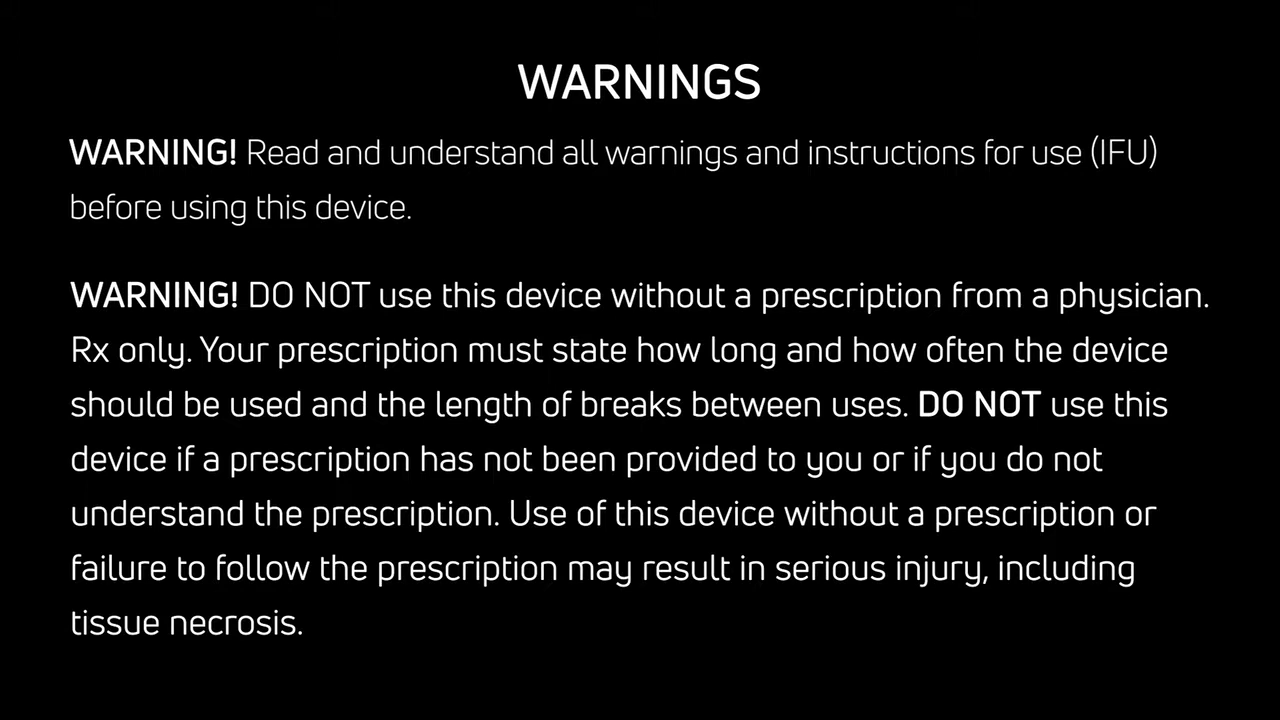 WARNINGS
WARNING! Read and understand all warnings and instructions for use (IFU)
before using this device.
WARNING! DO NOT use this device without a prescription from a physician.
Rx only. Your prescription must state how long and how often the device
should be used and the length of breaks between uses. DO NOT use this
device if a prescription has not been provided to you or if you do not
understand the prescription. Use of this device without a prescription or
failure to follow the prescription may result in serious injury, including
tissue necrosis.